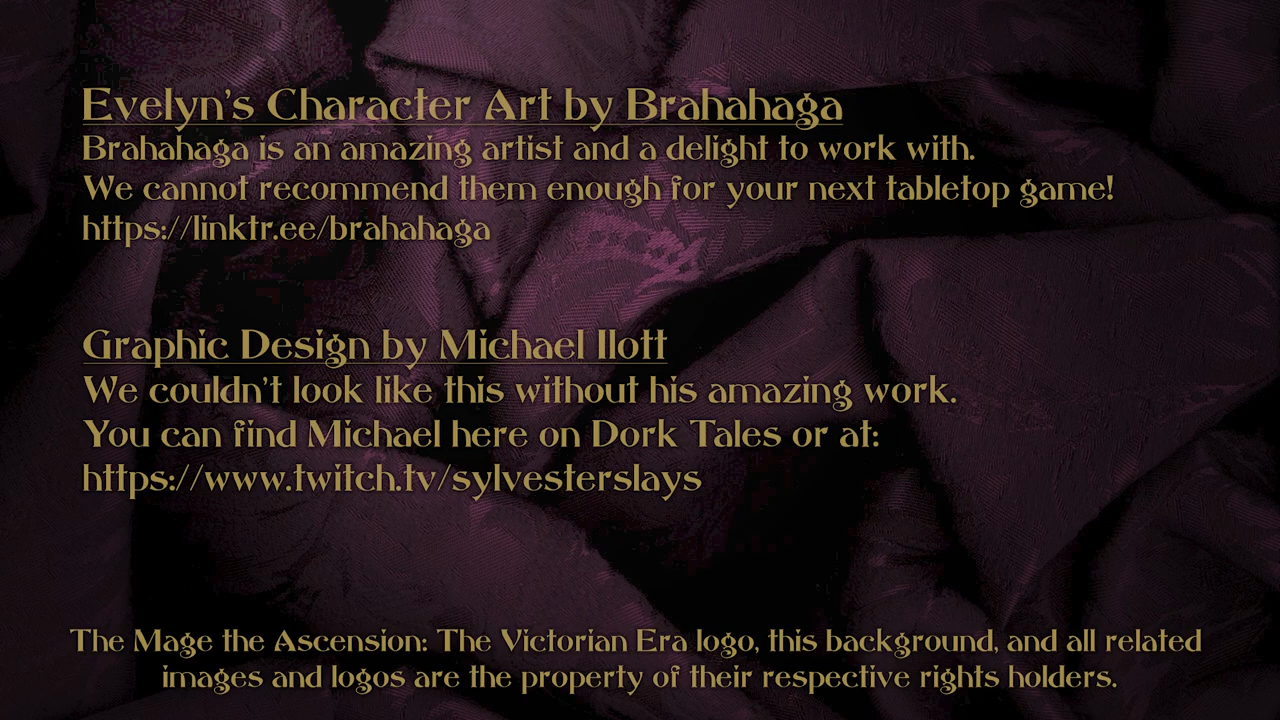 Evelyn's Character Art by Brahahaga
Brahahaga is an amazing artist and a delight to work with.
We cannot recommend them enough for your next tabletop game!
https://linktr.ee/brahahaga
Graphic Design by Michael Ilott
We couldn't look like this without his amazing work.
You can find Michael here on Dork Tales or at:
https://www.twitch.tv/sylvesterslays
The Mage the Ascension: The Victorian Era logo, this background, and all related
images and logos are the property of their respective rights holders.